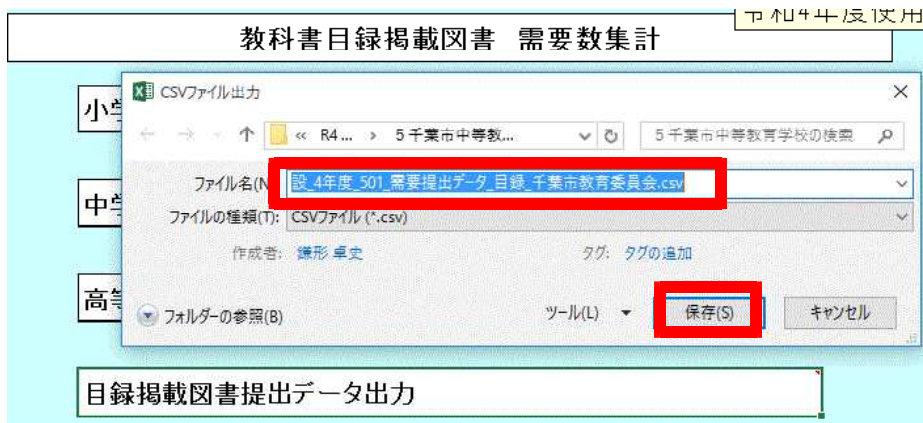 令和4年度使用
教科書目録掲載図書 需要数集計
小学
CSVファイル出力
« R4 ... › 5 千葉市中等教...
5 千葉市中等教育学校の検索
ファイル名(N
設_4年度_501_需要提出データ_目録_千葉市教育委員会.csv
中学
ファイルの種類(T): CSVファイル (*.csv)
作成者: 鎌形 卓史
タグ: タグの追加
高等
フォルダーの参照(B)
ツール(L)
保存(S)
キャンセル
目録掲載図書提出データ出力